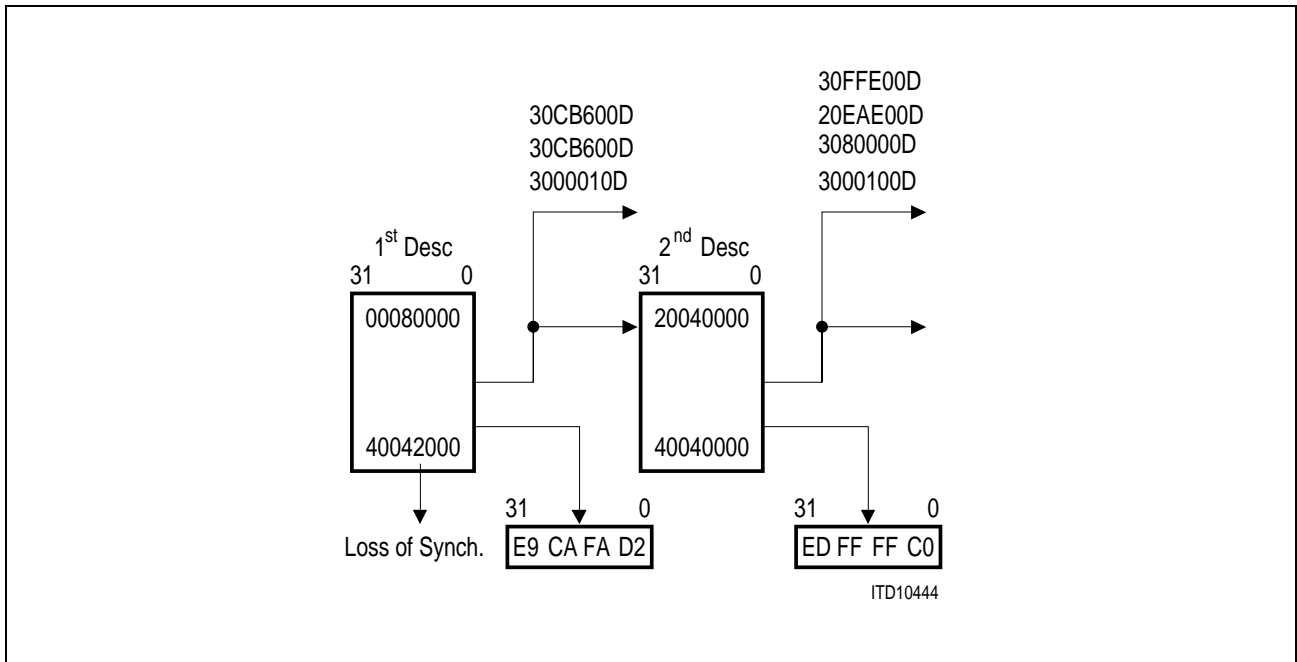 30FFE00D
20EAE00D
3080000D
3000100D
30CB600D
30CB600D
3000010D
1st Desc
31 0
00080000
40042000
2nd Desc
31 0
20040000
40040000
Loss of Synch.
31 0
E9 CA FA D2
31 0
ED FF FF C0
ITD10444